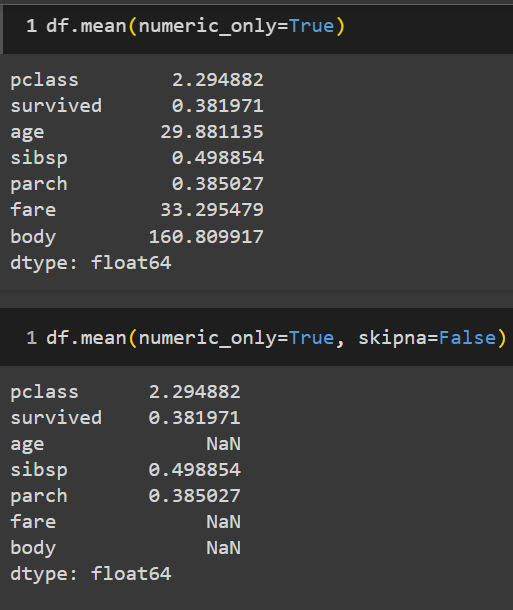 1 df.mean(numeric_only=True)
pclass 2.294882
survived 0.381971
age 29.881135
sibsp 0.498854
parch 0.385027
fare 33.295479
body 160.809917
dtype: float64
1 df.mean(numeric_only=True, skipna=False)
pclass 2.294882
survived 0.381971
age NaN
sibsp 0.498854
parch 0.385027
fare NaN
body NaN
dtype: float64